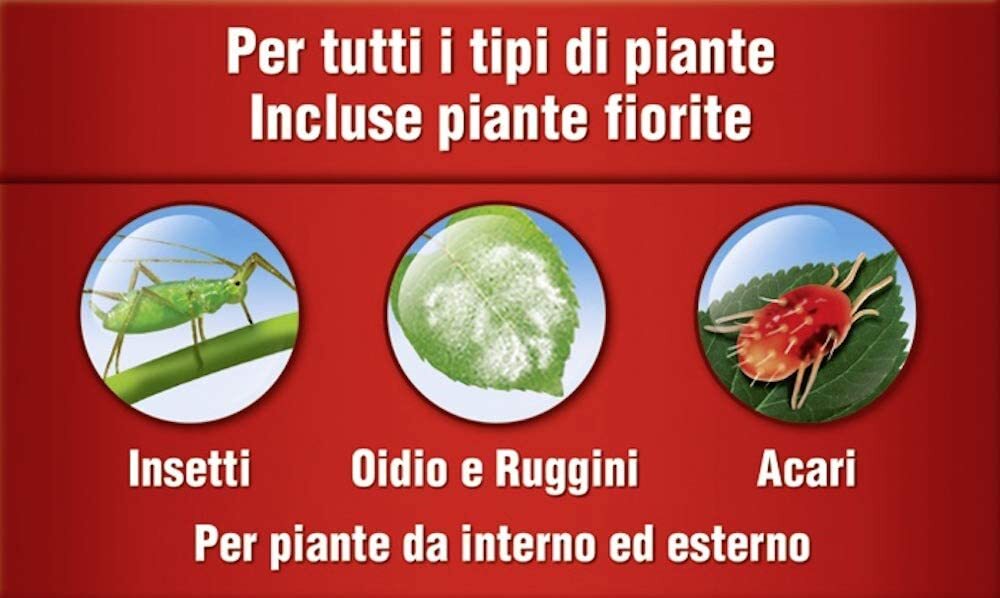 Per tutti i tipi di piante
Incluse piante fiorite
Insetti
Oidio e Ruggini
Acari
Per piante da interno ed esterno